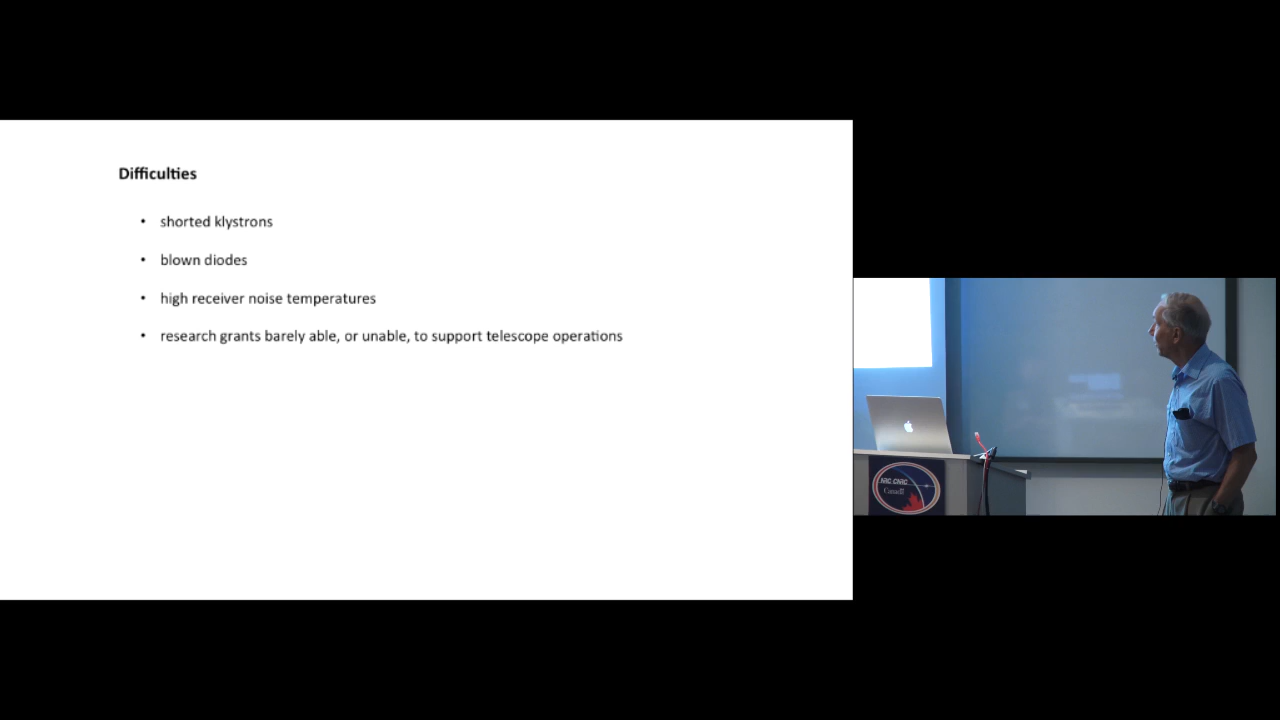 Difficulties
• shorted klystrons
• blown diodes
• high receiver noise temperatures
• research grants barely able, or unable, to support telescope operations
NRC CNRC
Canada